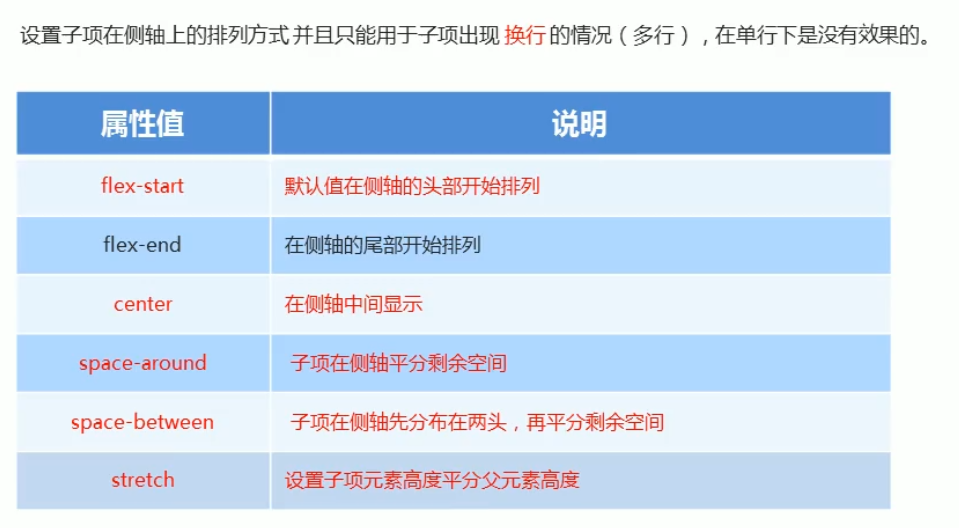 设置子项在侧轴上的排列方式 并且只能用于子项出现 换行 的情况（多行），在单行下是没有效果的。
属性值 说明
flex-start 默认值在侧轴的头部开始排列
flex-end 在侧轴的尾部开始排列
center 在侧轴中间显示
space-around 子项在侧轴平分剩余空间
space-between 子项在侧轴先分布在两头，再平分剩余空间
stretch 设置子项元素高度平分父元素高度